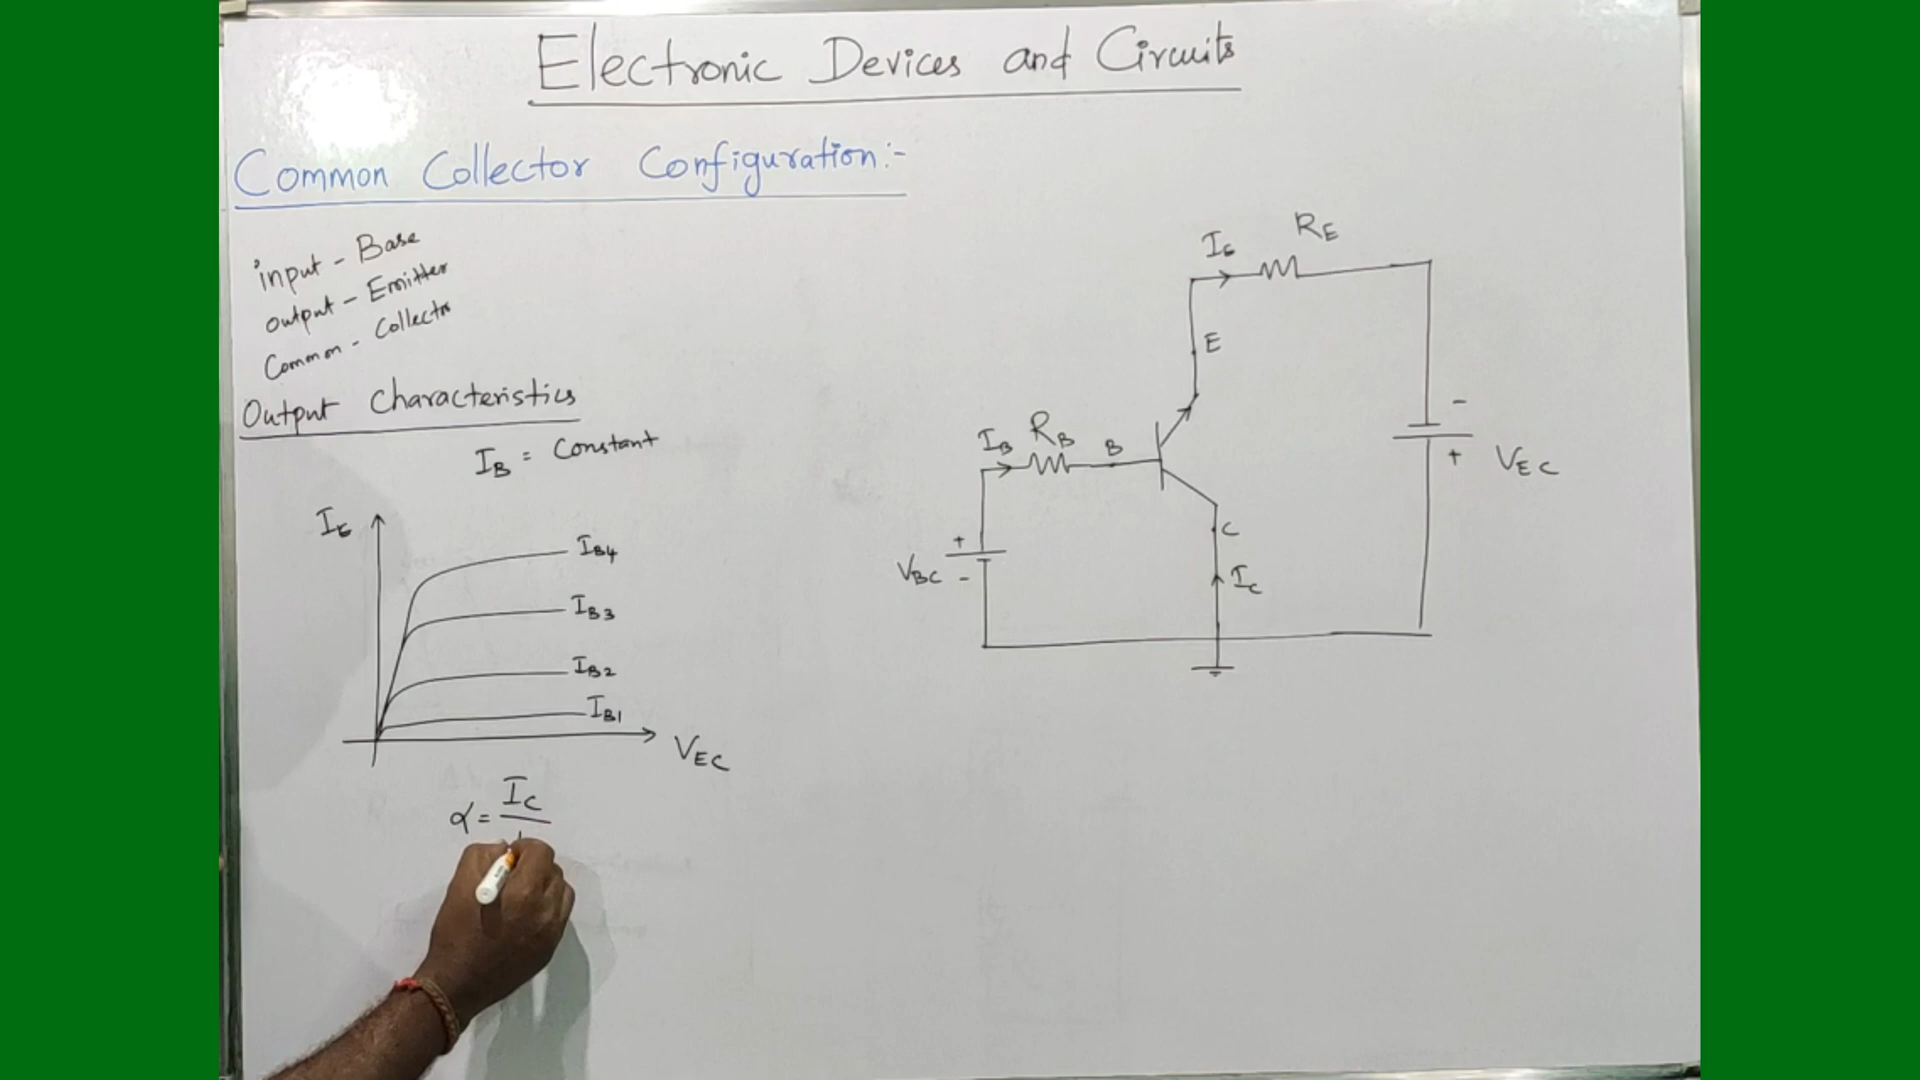 Electronic Devices and Circuits
Common Collector Configuration:-
input - Base
output - Emitter
Common - Collector
Output Characteristics
IB = Constant
IE
IB4
IB3
IB2
IB1
VEC
α = IC
IE
RE
E
IB
RB
B
-
+
VEC
C
+
VBC
-
IC